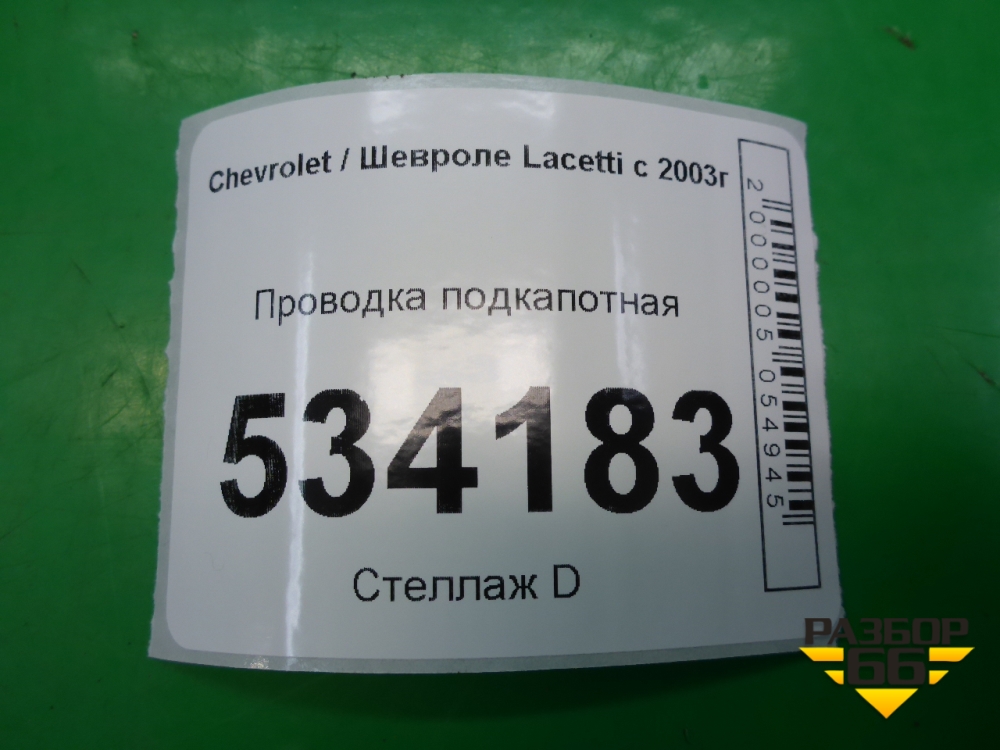 Chevrolet / Шевроле Lacetti с 2003г
Проводка подкапотная
534183
Стеллаж D
2000005054945
РАЗБОР
66